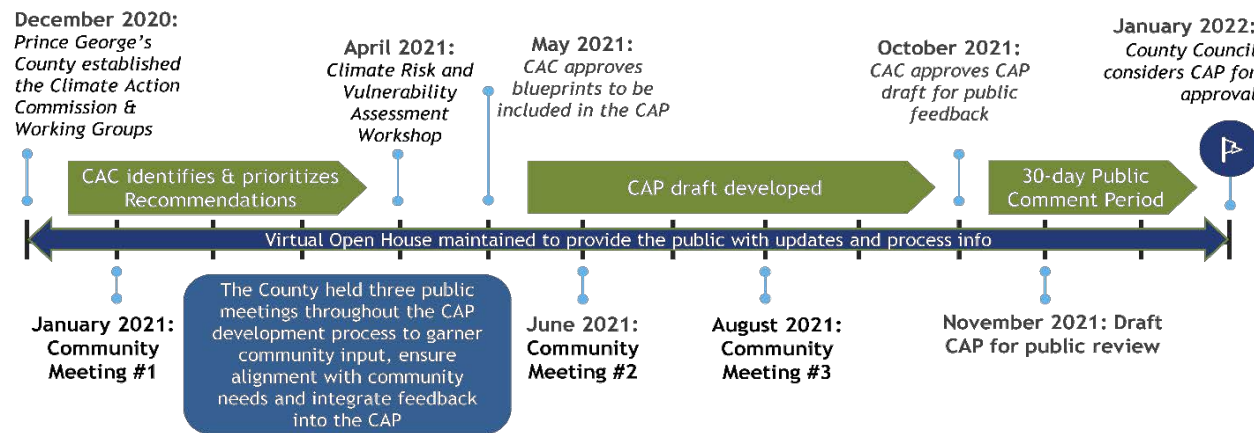 December 2020:
Prince George's
County established
the Climate Action
Commission &
Working Groups
April 2021:
Climate Risk and
Vulnerability
Assessment
Workshop
May 2021:
CAC approves
blueprints to be
included in the CAP
October 2021:
CAC approves CAP
draft for public
feedback
January 2022:
County Council
considers CAP for
approval
CAC identifies & prioritizes
Recommendations
CAP draft developed
30-day Public
Comment Period
Virtual Open House maintained to provide the public with updates and process info
January 2021:
Community
Meeting #1
The County held three public
meetings throughout the CAP
development process to garner
community input, ensure
alignment with community
needs and integrate feedback
into the CAP
June 2021:
Community
Meeting #2
August 2021:
Community
Meeting #3
November 2021: Draft
CAP for public review